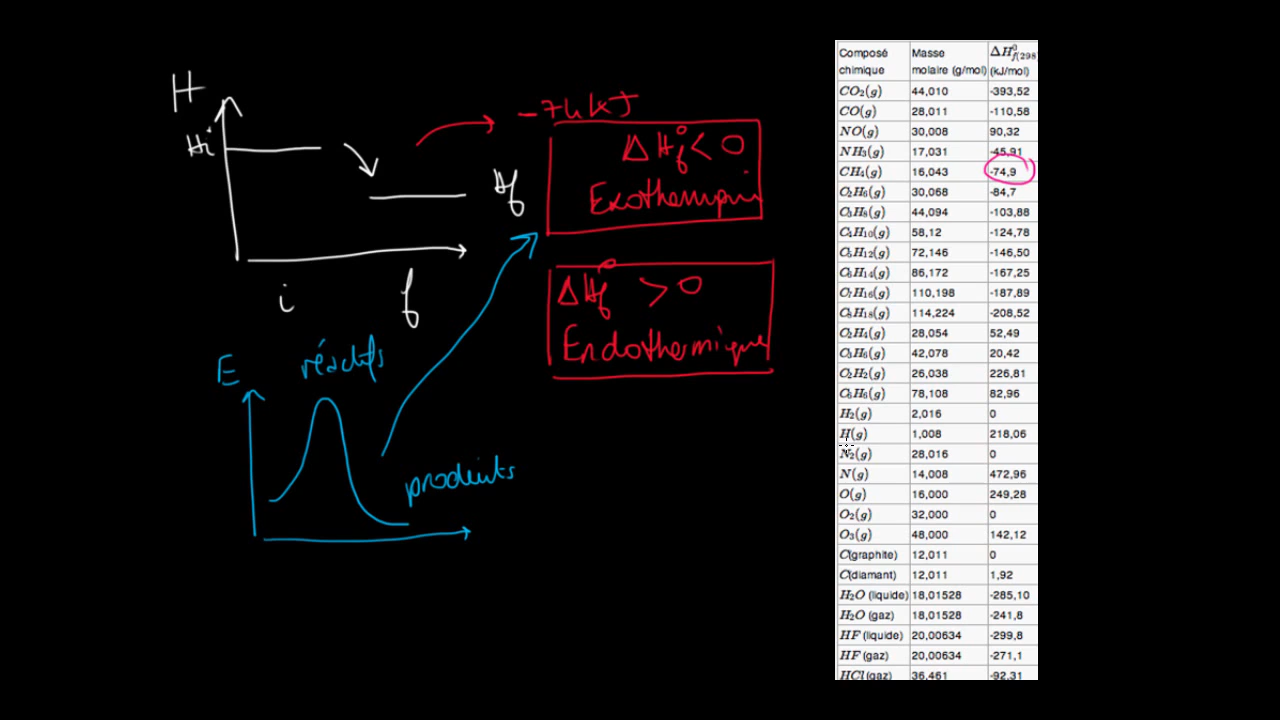 H
Hi
Hf
i
f
- 74 kJ
ΔHf° < 0
Exothermiqu
ΔHf° > 0
Endothermique
E
réactifs
produits
Composé chimique Masse molaire (g/mol) ΔH⁰f(298) (kJ/mol)
CO₂(g) 44,010 -393,52
CO(g) 28,011 -110,58
NO(g) 30,008 90,32
NH₃(g) 17,031 -45,91
CH₄(g) 16,043 -74,9
C₂H₆(g) 30,068 -84,7
C₃H₈(g) 44,094 -103,88
C₄H₁₀(g) 58,12 -124,78
C₅H₁₂(g) 72,146 -146,50
C₆H₁₄(g) 86,172 -167,25
C₇H₁₆(g) 110,198 -187,89
C₈H₁₈(g) 114,224 -208,52
C₂H₄(g) 28,054 52,49
C₃H₆(g) 42,078 20,42
C₂H₂(g) 26,038 226,81
C₆H₆(g) 78,108 82,96
H₂(g) 2,016 0
H(g) 1,008 218,06
N₂(g) 28,016 0
N(g) 14,008 472,96
O(g) 16,000 249,28
O₂(g) 32,000 0
O₃(g) 48,000 142,12
C(graphite) 12,011 0
C(diamant) 12,011 1,92
H₂O (liquide) 18,01528 -285,10
H₂O (gaz) 18,01528 -241,8
HF (liquide) 20,00634 -299,8
HF (gaz) 20,00634 -271,1
HCl (gaz) 36,461 -92,31